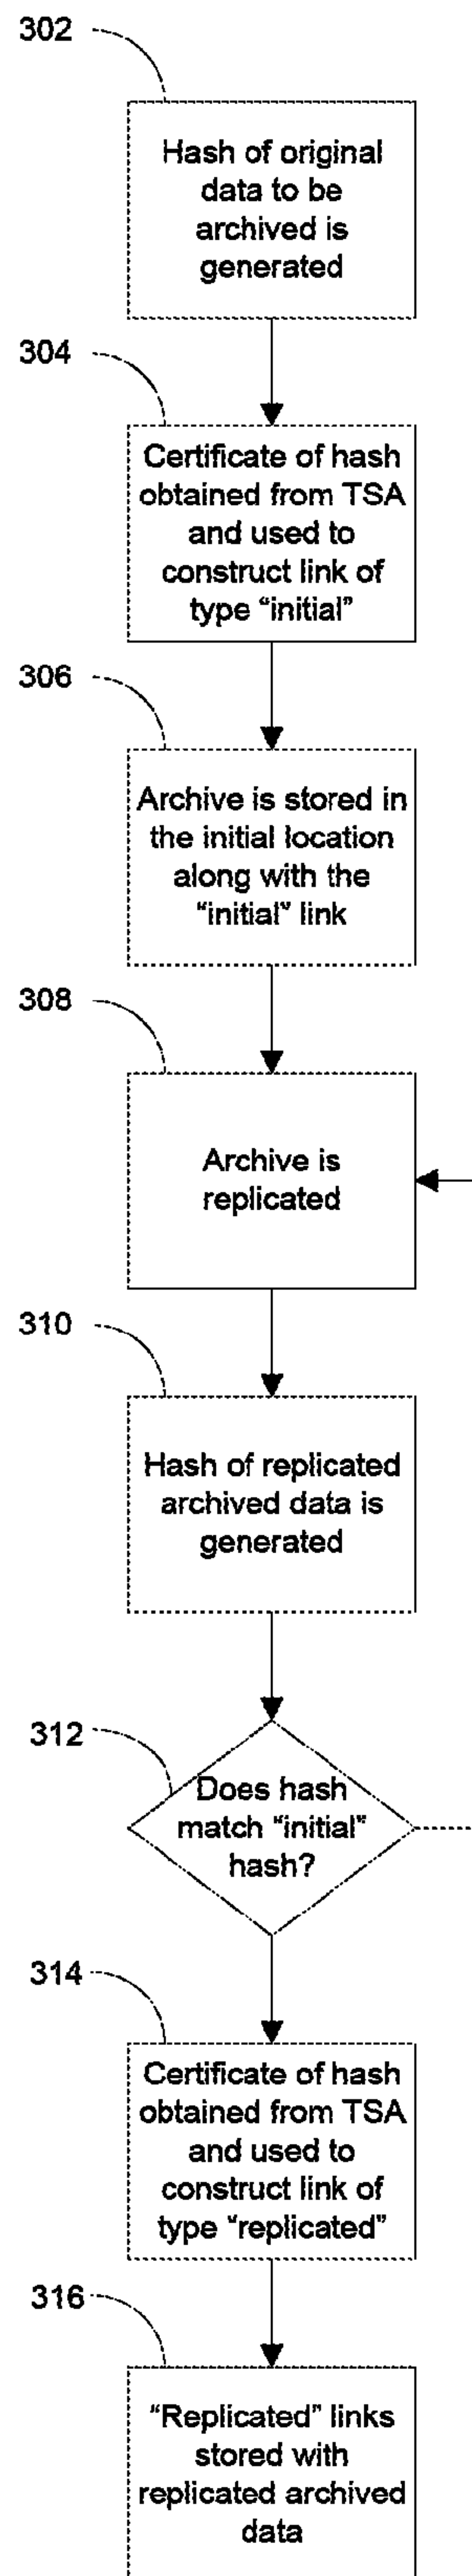 302
Hash of original
data to be
archived is
generated
304
Certificate of hash
obtained from TSA
and used to
construct link of
type “initial”
306
Archive is stored in
the initial location
along with the
“initial” link
308
Archive is
replicated
310
Hash of replicated
archived data is
generated
312
Does hash
match “initial”
hash?
314
Certificate of hash
obtained from TSA
and used to
construct link of
type “replicated”
316
“Replicated” links
stored with
replicated archived
data